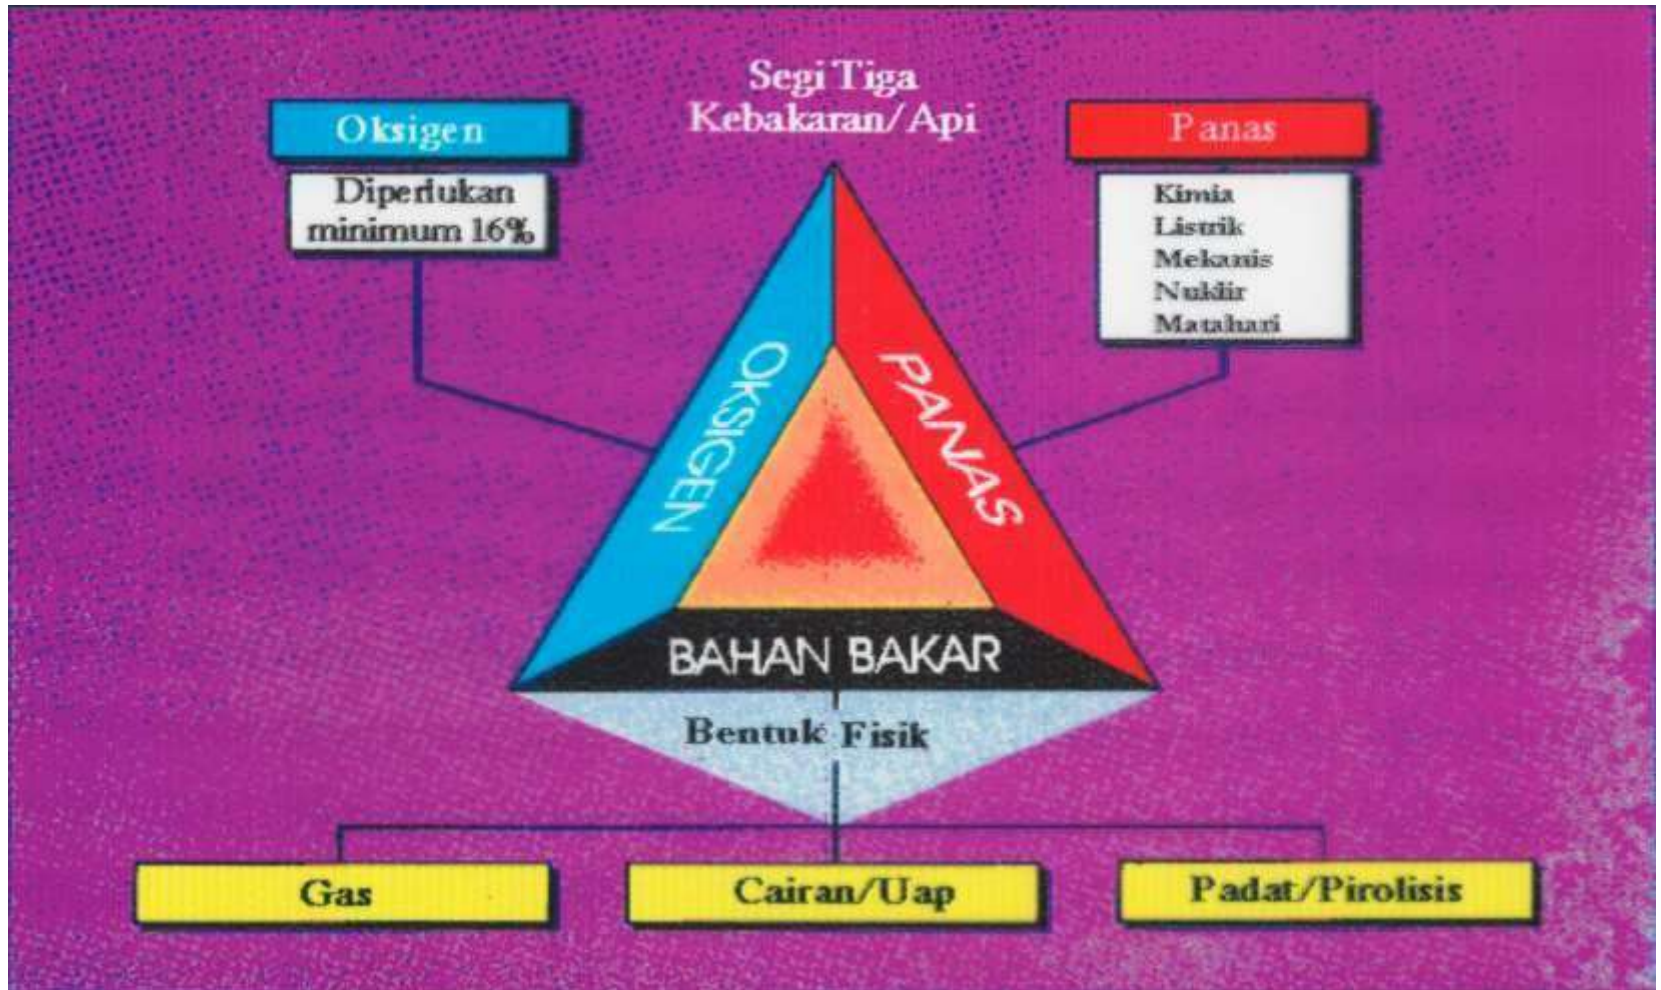 Segi Tiga
Kebakaran/Api
Oksigen
Diperlukan
minimum 16%
Panas
Kimia
Listrik
Mekanis
Nuklir
Matahari
OKSIGEN
PANAS
BAHAN BAKAR
Bentuk Fisik
Gas
Cairan/Uap
Padat/Pirolisis